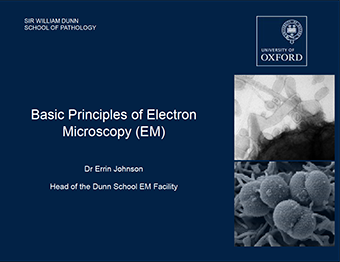 SIR WILLIAM DUNN
SCHOOL OF PATHOLOGY
UNIVERSITY OF
OXFORD
Basic Principles of Electron
Microscopy (EM)
Dr Errin Johnson
Head of the Dunn School EM Facility